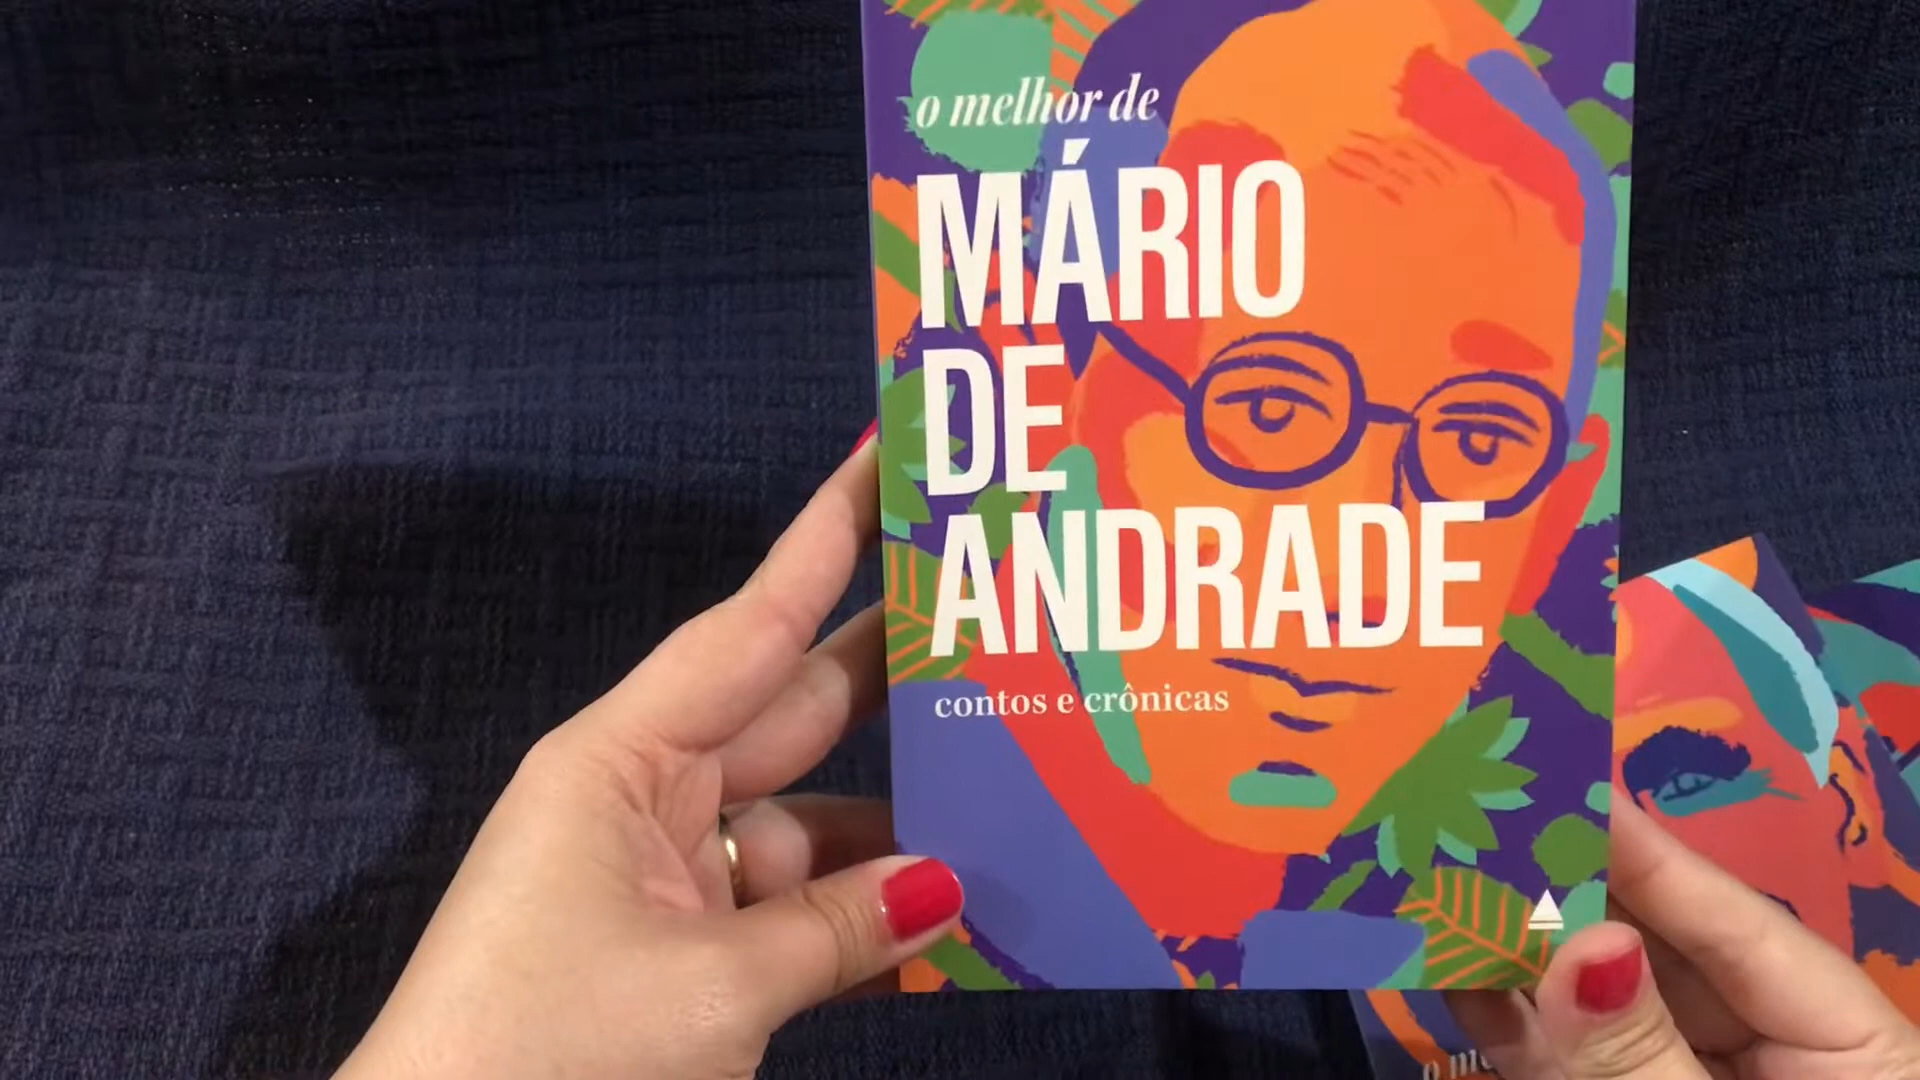 o melhor de
MÁRIO
DE
ANDRADE
contos e crônicas